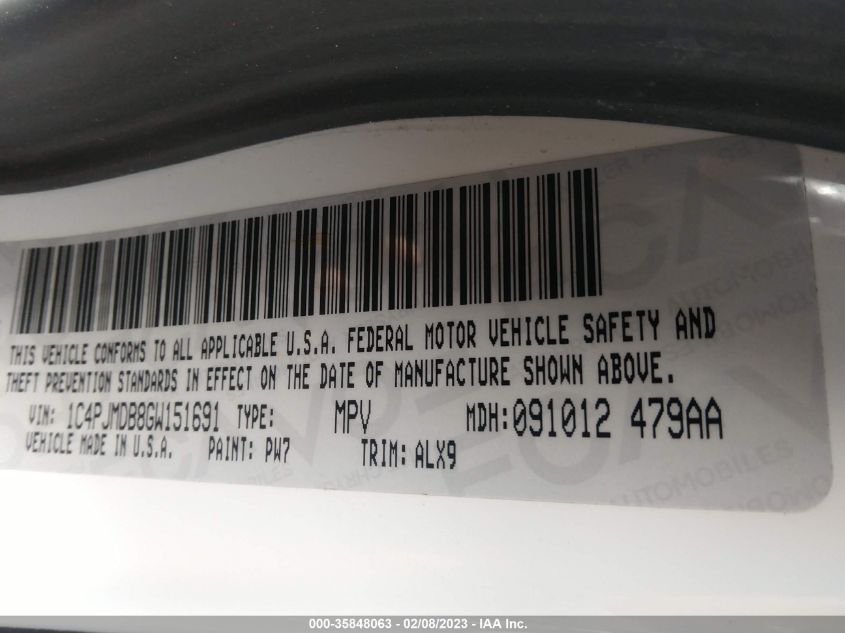 THIS VEHICLE CONFORMS TO ALL APPLICABLE U.S.A. FEDERAL MOTOR VEHICLE SAFETY AND
THEFT PREVENTION STANDARDS IN EFFECT ON THE DATE OF MANUFACTURE SHOWN ABOVE.
VIN: 1C4PJMDB8GW151691 TYPE: MPV MDH:091012 479AA
VEHICLE MADE IN U.S.A. PAINT: PW7 TRIM: ALX9
AUTOMOBILES
000-35848063 - 02/08/2023 - IAA Inc.